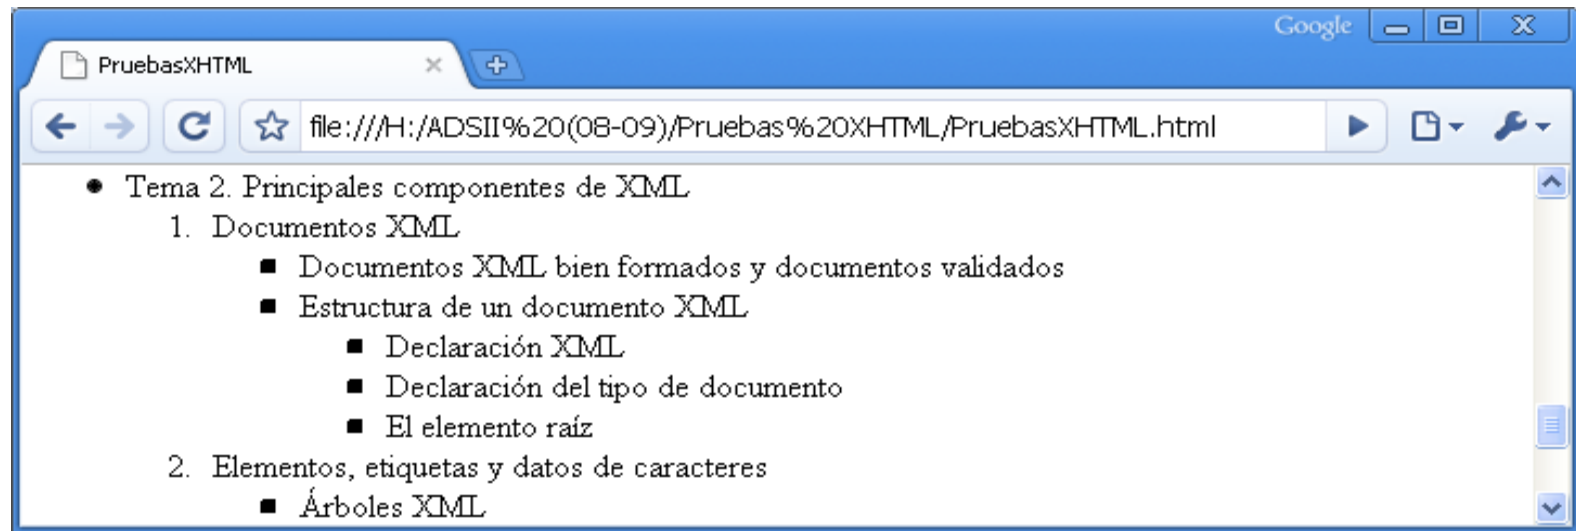 Google
PruebasXHTML
file:///H:/ADSII%20(08-09)/Pruebas%20XHTML/PruebasXHTML.html
Tema 2. Principales componentes de XML
1. Documentos XML
Documentos XML bien formados y documentos validados
Estructura de un documento XML
Declaración XML
Declaración del tipo de documento
El elemento raíz
2. Elementos, etiquetas y datos de caracteres
Árboles XML